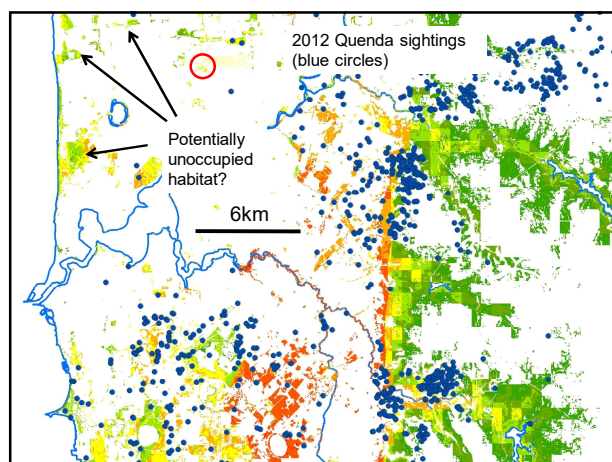 2012 Quenda sightings
(blue circles)
Potentially
unoccupied
habitat?
6km